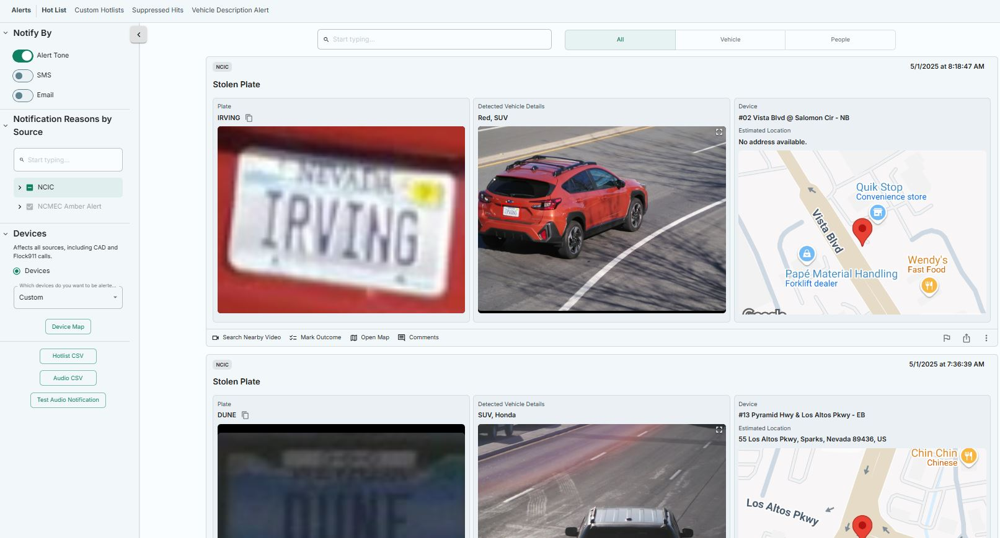 Alerts
Hot List
Custom Hotlists
Suppressed Hits
Vehicle Description Alert
Notify By
Alert Tone
SMS
Email
Notification Reasons by
Source
Start typing...
NCIC
NCMEC Amber Alert
Devices
Affects all sources, including CAD and
Flock911 calls.
Devices
Which devices do you want to be alerte...
Custom
Device Map
Hotlist CSV
Audio CSV
Test Audio Notification
Start typing...
All
Vehicle
People
NCIC
5/1/2025 at 8:18:47 AM
Stolen Plate
Plate
IRVING
NEVADA
IRVING
Detected Vehicle Details
Red, SUV
IRVING
Device
#02 Vista Blvd @ Salomon Cir - NB
Estimated Location
No address available.
Quik Stop
Convenience store
Vista Blvd
Wendy's
Fast Food
Papé Material Handling
Forklift dealer
Google
Search Nearby Video
Mark Outcome
Open Map
Comments
NCIC
5/1/2025 at 7:36:39 AM
Stolen Plate
Plate
DUNE
DUNE
Detected Vehicle Details
SUV, Honda
Device
#13 Pyramid Hwy & Los Altos Pkwy - EB
Estimated Location
55 Los Altos Pkwy, Sparks, Nevada 89436, US
Chin Chin
Chinese
Los Altos Pkwy